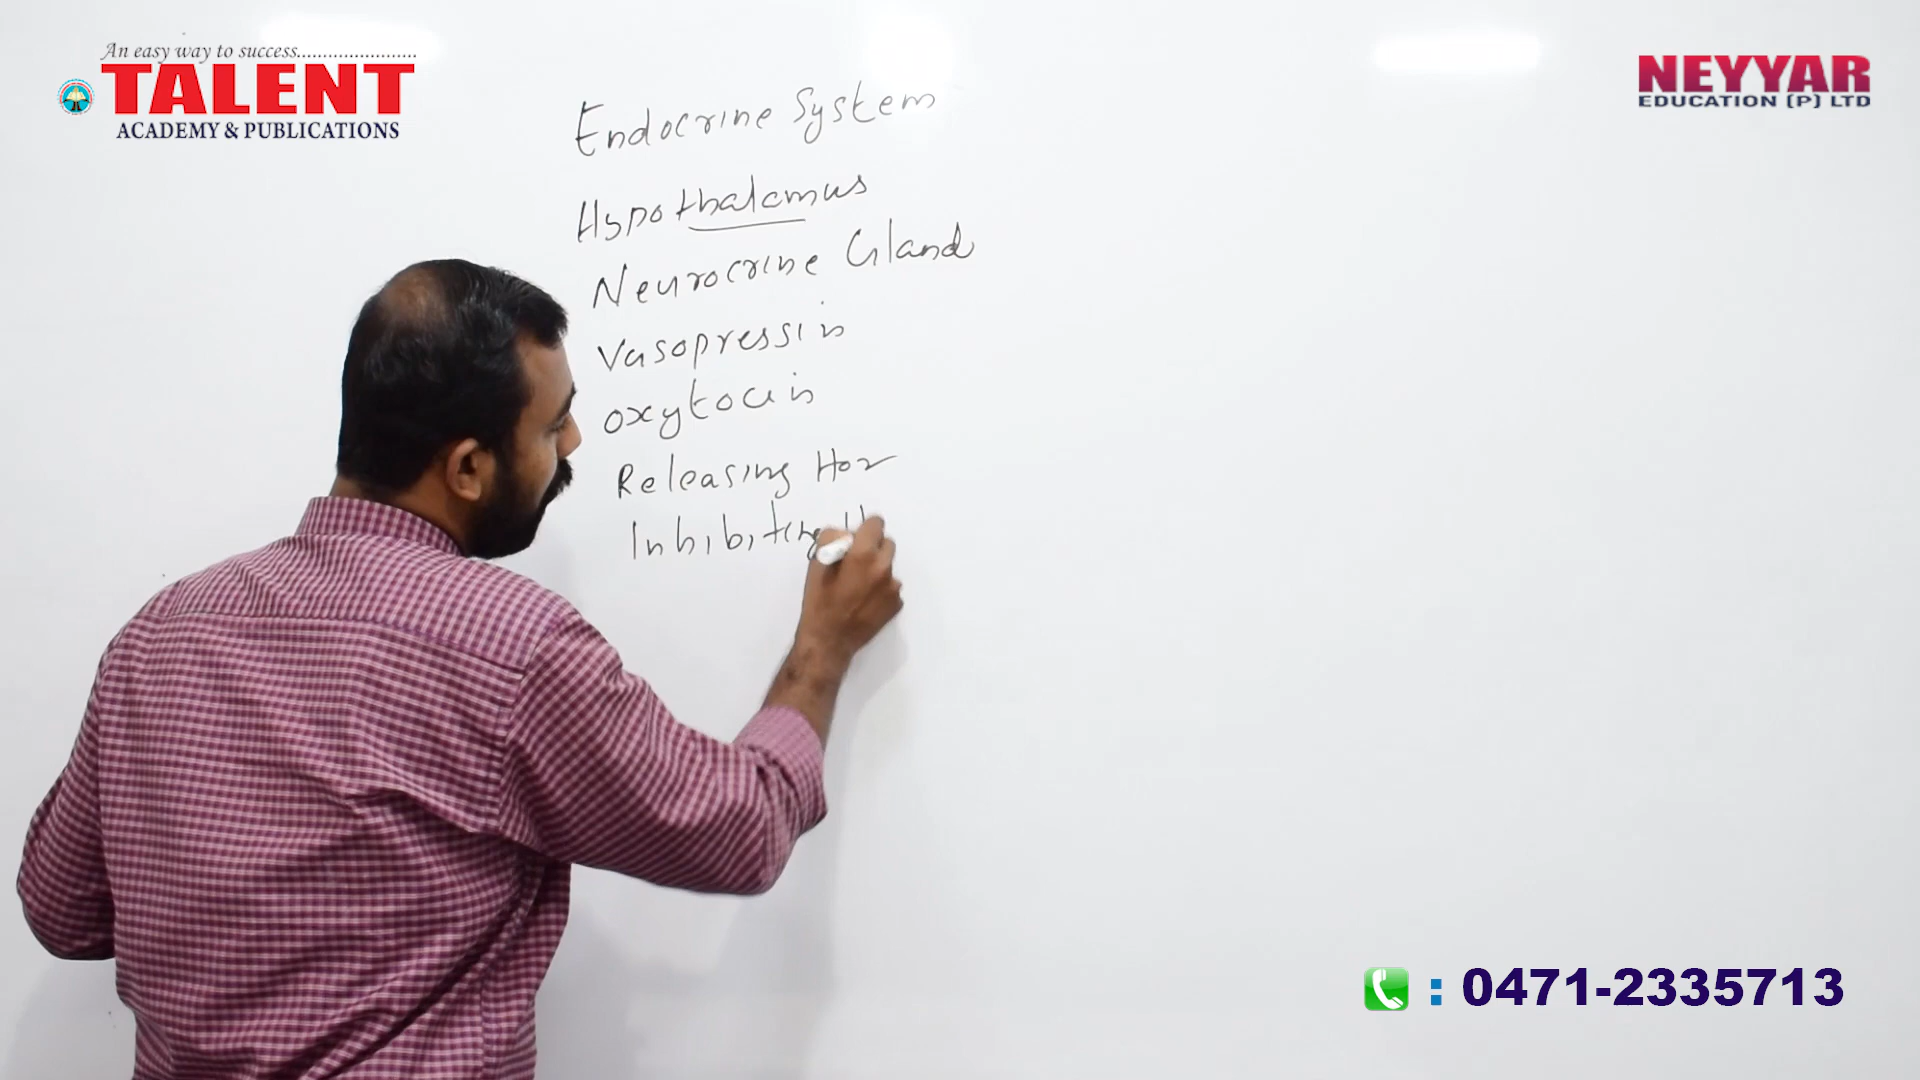 An easy way to success.......................
TALENT
ACADEMY & PUBLICATIONS
NEYYAR
EDUCATION (P) LTD
Endocrine System
Hypothalamus
Neurocrine Gland
Vasopressin
oxytocin
Releasing Hor
Inhibiting H
: 0471-2335713